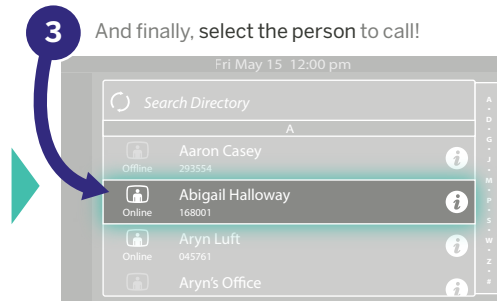 3 And finally, select the person to call!
Fri May 15 12:00 pm
Search Directory
A
Aaron Casey
Offline 293554
Abigail Halloway
Online 168001
Aryn Luft
Online 045761
Aryn's Office
A
D
G
J
M
P
S
W
Z
#